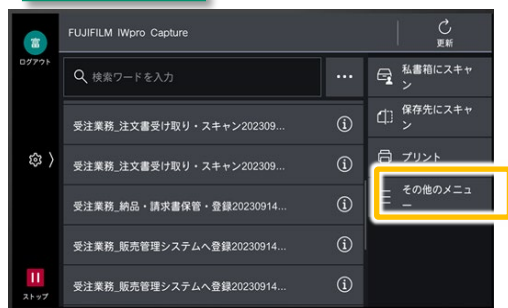 FUJIFILM IWpro Capture
更新
富
ログアウト
検索ワードを入力
受注業務_注文書受け取り・スキャン202309...
受注業務_注文書受け取り・スキャン202309...
受注業務_納品・請求書保管・登録20230914...
受注業務_販売管理システムへ登録20230914...
受注業務_販売管理システムへ登録20230914...
私書箱にスキャ
ン
保存先にスキャ
ン
プリント
その他のメニュ
ー
ストップ